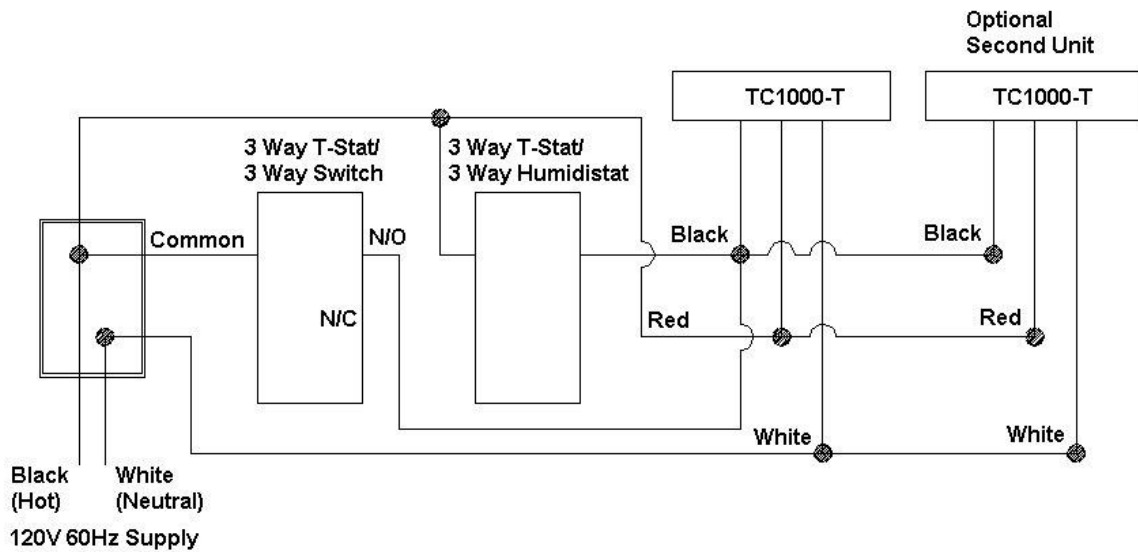 Optional
Second Unit
TC1000-T
TC1000-T
3 Way T-Stat/
3 Way Switch
3 Way T-Stat/
3 Way Humidistat
Common
N/O
Black
Black
N/C
Red
Red
White
White
Black
(Hot)
White
(Neutral)
120V 60Hz Supply